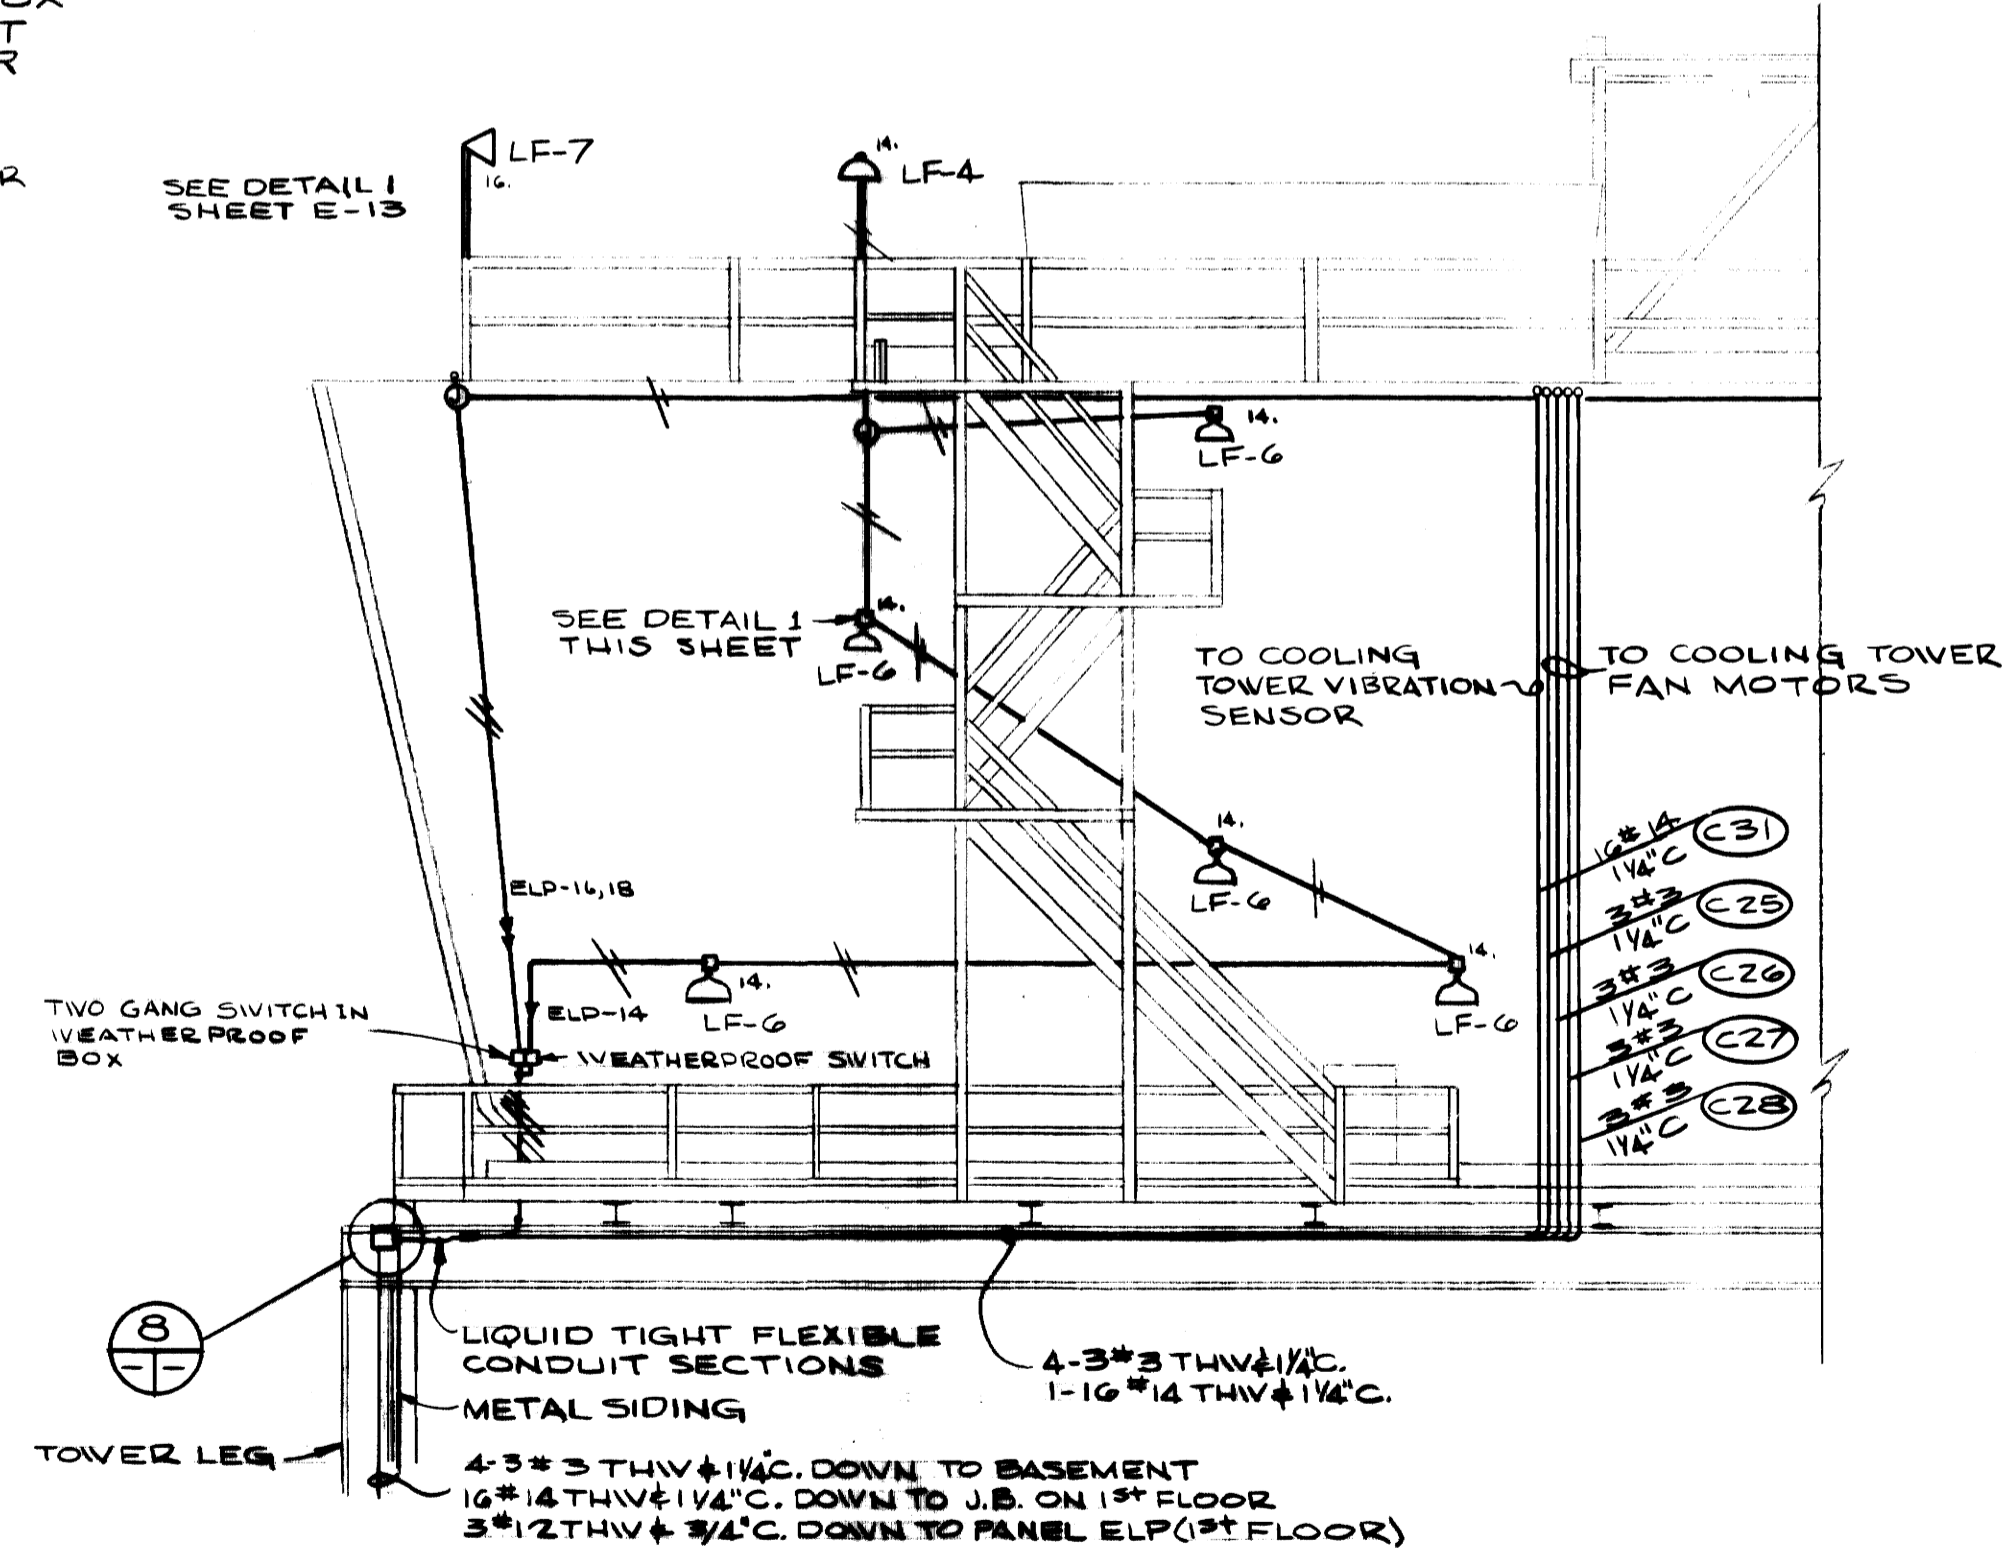 T
R
R
LF-7
16.
SEE DETAIL 1
SHEET E-13
14.
LF-4
14.
LF-6
SEE DETAIL 1
THIS SHEET
14.
LF-6
TO COOLING
TOWER VIBRATION
SENSOR
TO COOLING TOWER
FAN MOTORS
14.
LF-6
16#14
1¼"C
C31
3#3
1¼"C
C25
3#3
1¼"C
C26
3#3
1¼"C
C27
3#3
1¼"C
C28
ELP-16,18
14.
LF-6
14.
LF-6
ELP-14
TWO GANG SWITCH IN
WEATHERPROOF
BOX
WEATHERPROOF SWITCH
8
LIQUID TIGHT FLEXIBLE
CONDUIT SECTIONS
METAL SIDING
TOWER LEG
4-3#3 THW & 1¼"C.
1-16#14 THW & 1¼"C.
4-3#3 THW & 1¼"C. DOWN TO BASEMENT
16#14 THW & 1¼"C. DOWN TO J.B. ON 1st FLOOR
3#12 THW & ¾"C. DOWN TO PANEL ELP (1st FLOOR)